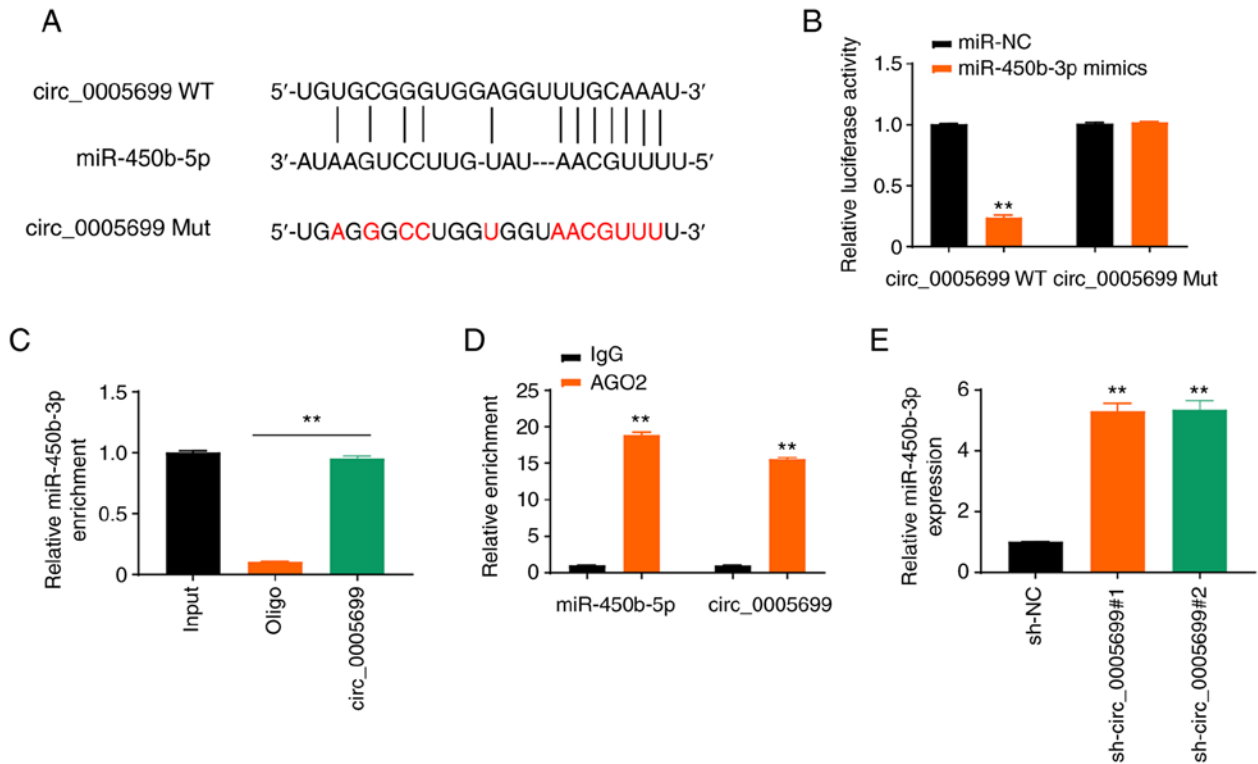 A
circ_0005699 WT 5′-UGUGCGGGUGGAGGUUUGCAAAU-3′
miR-450b-5p 3′-AUAAGUCCUUG-UAU---AACGUUUU-5′
circ_0005699 Mut 5′-UGAGGGCCUGGUGGUAACGUUUU-3′
B
miR-NC
miR-450b-3p mimics
Relative luciferase activity
1.5
1.0
0.5
0
**
circ_0005699 WT circ_0005699 Mut
C
Relative miR-450b-3p
enrichment
1.5
1.0
0.5
0
**
Input
Oligo
circ_0005699
D
IgG
AGO2
Relative enrichment
25
20
15
10
5
0
**
**
miR-450b-5p circ_0005699
E
Relative miR-450b-3p
expression
6
4
2
0
**
**
sh-NC
sh-circ_0005699#1
sh-circ_0005699#2